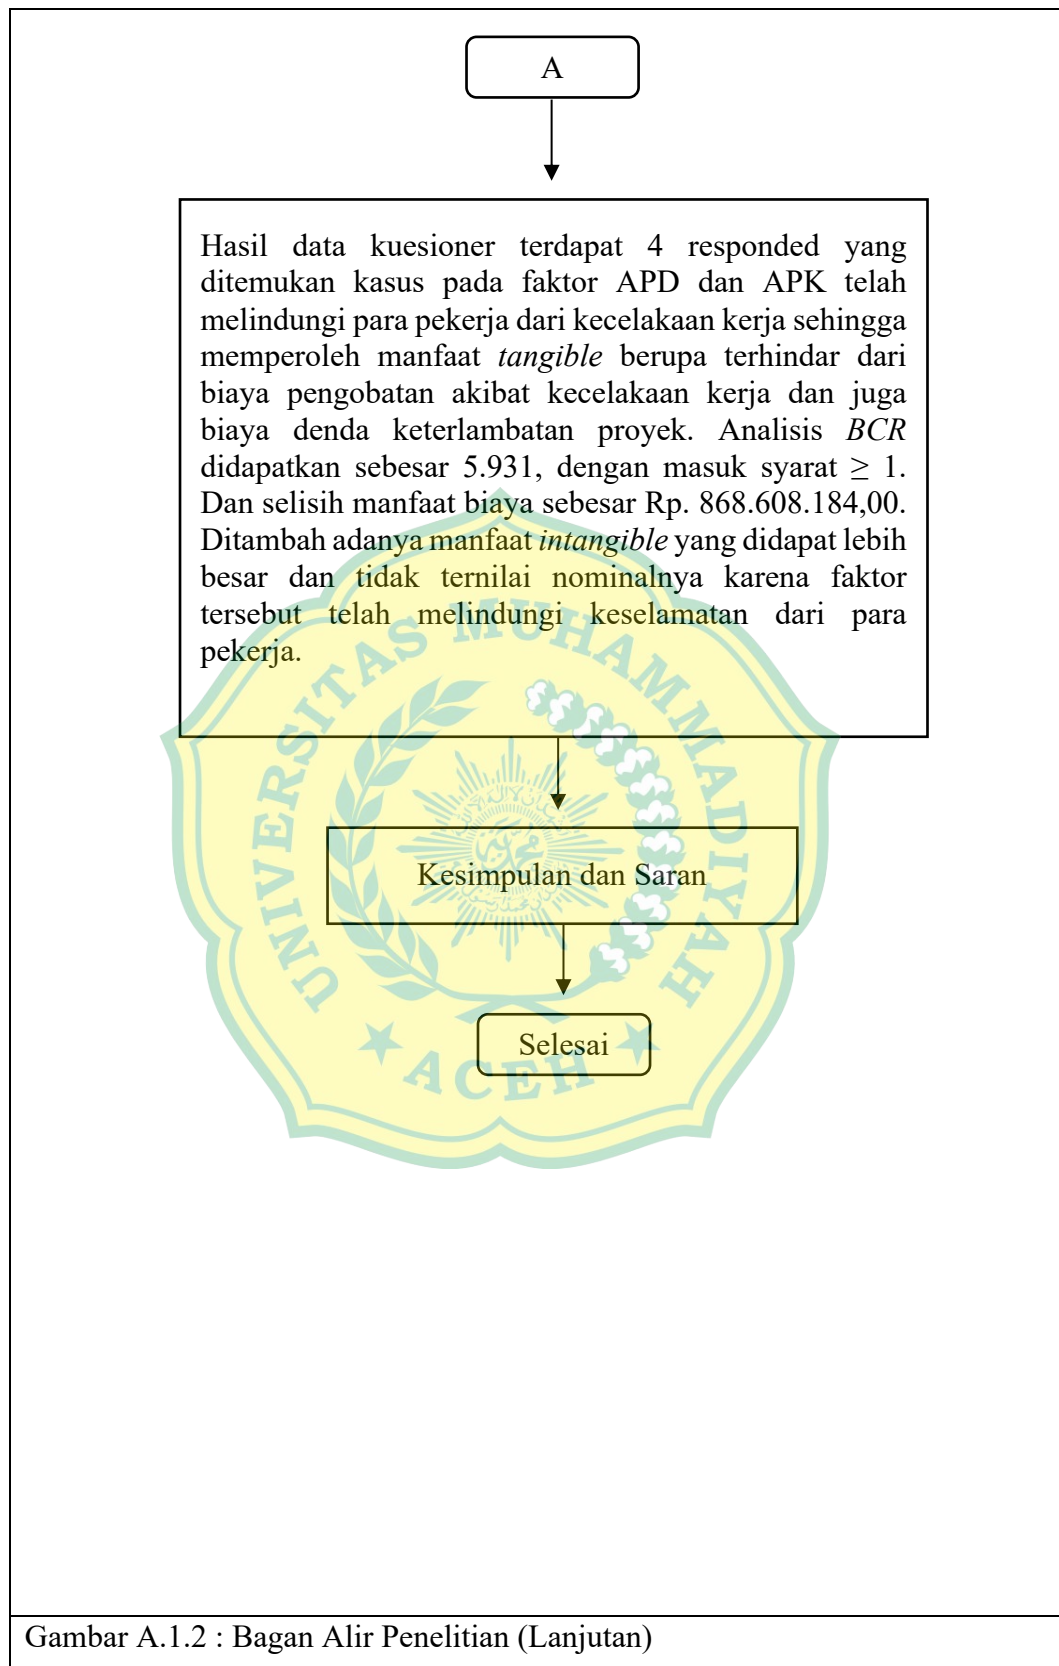 A
Hasil data kuesioner terdapat 4 responded yang
ditemukan kasus pada faktor APD dan APK telah
melindungi para pekerja dari kecelakaan kerja sehingga
memperoleh manfaat tangible berupa terhindar dari
biaya pengobatan akibat kecelakaan kerja dan juga
biaya denda keterlambatan proyek. Analisis BCR
didapatkan sebesar 5.931, dengan masuk syarat ≥ 1.
Dan selisih manfaat biaya sebesar Rp. 868.608.184,00.
Ditambah adanya manfaat intangible yang didapat lebih
besar dan tidak ternilai nominalnya karena faktor
tersebut telah melindungi keselamatan dari para
pekerja.
UNIVERSITAS MUHAMMADIYAH
Kesimpulan dan Saran
Selesai
ACEH
Gambar A.1.2 : Bagan Alir Penelitian (Lanjutan)